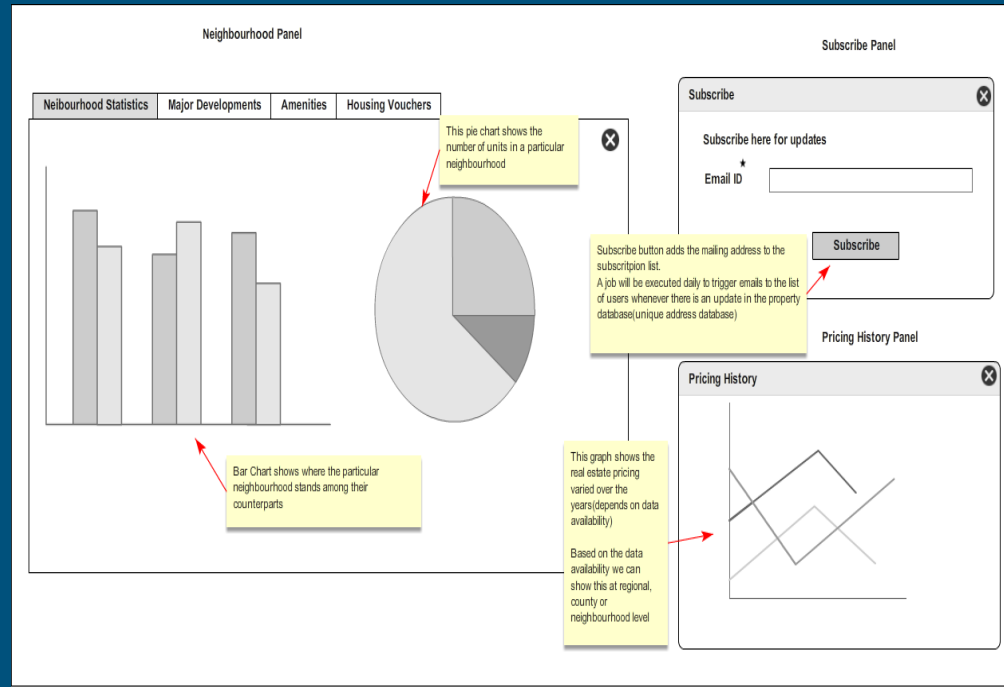 Neighbourhood Panel
Neibourhood Statistics
Major Developments
Amenities
Housing Vouchers
This pie chart shows the
number of units in a particular
neighbourhood
Bar Chart shows where the particular
neighbourhood stands among their
counterparts
Subscribe Panel
Subscribe
Subscribe here for updates
Email ID *
Subscribe
Subscribe button adds the mailing address to the
subscritpion list.
A job will be executed daily to trigger emails to the list
of users whenever there is an update in the property
database(unique address database)
Pricing History Panel
Pricing History
This graph shows the
real estate pricing
varied over the
years(depends on data
availability)
Based on the data
availability we can
show this at regional,
county or
neighbourhood level